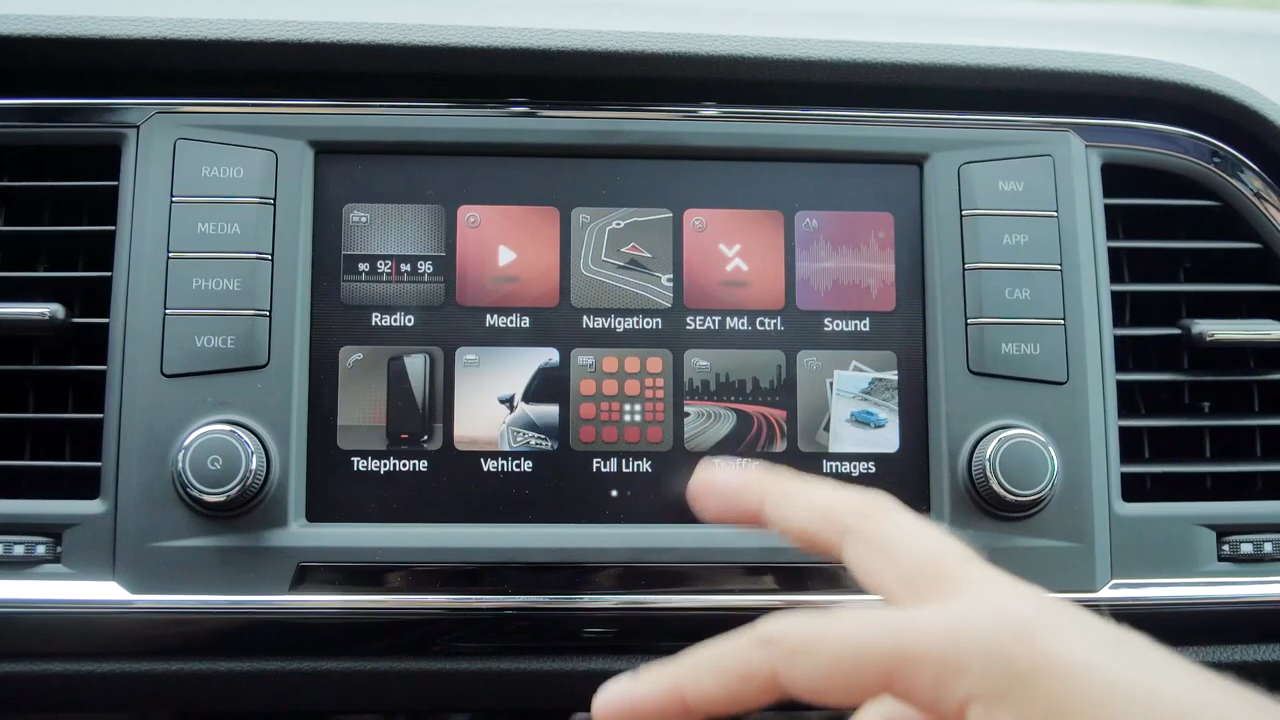 RADIO
MEDIA
PHONE
VOICE
90 92 94 96
Radio
Media
Navigation
SEAT Md. Ctrl.
Sound
Telephone
Vehicle
Full Link
Traffic
Images
NAV
APP
CAR
MENU